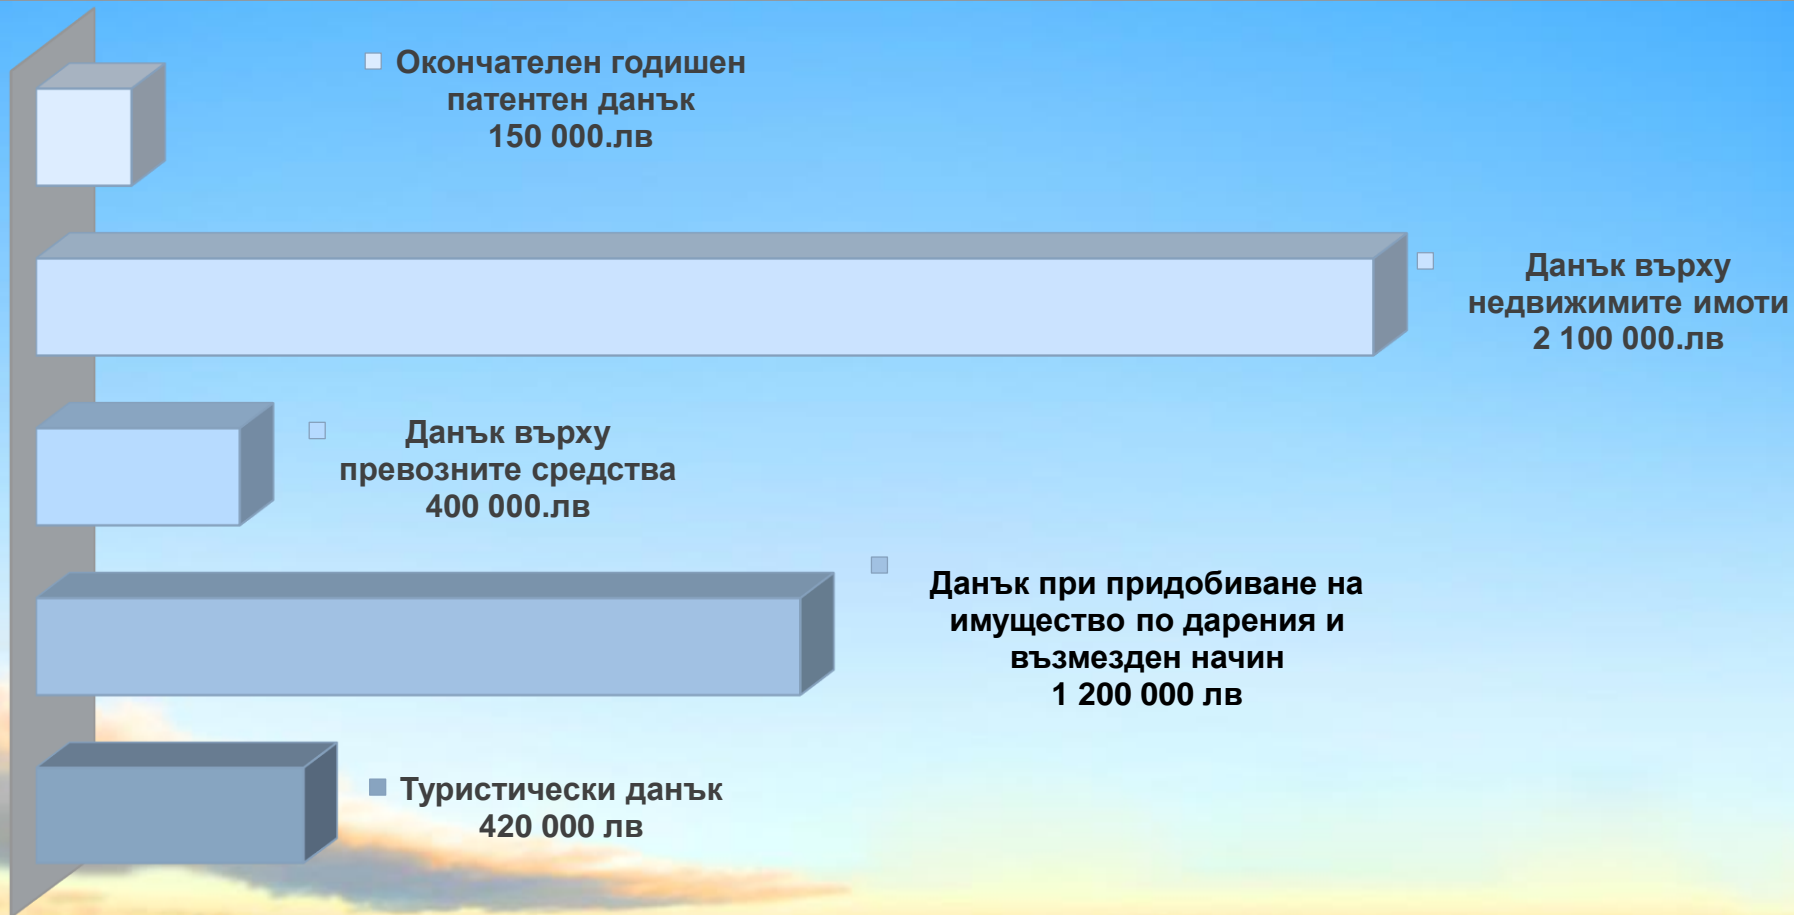 Окончателен годишен
патентен данък
150 000.лв
Данък върху
недвижимите имоти
2 100 000.лв
Данък върху
превозните средства
400 000.лв
Данък при придобиване на
имущество по дарения и
възмезден начин
1 200 000 лв
Туристически данък
420 000 лв